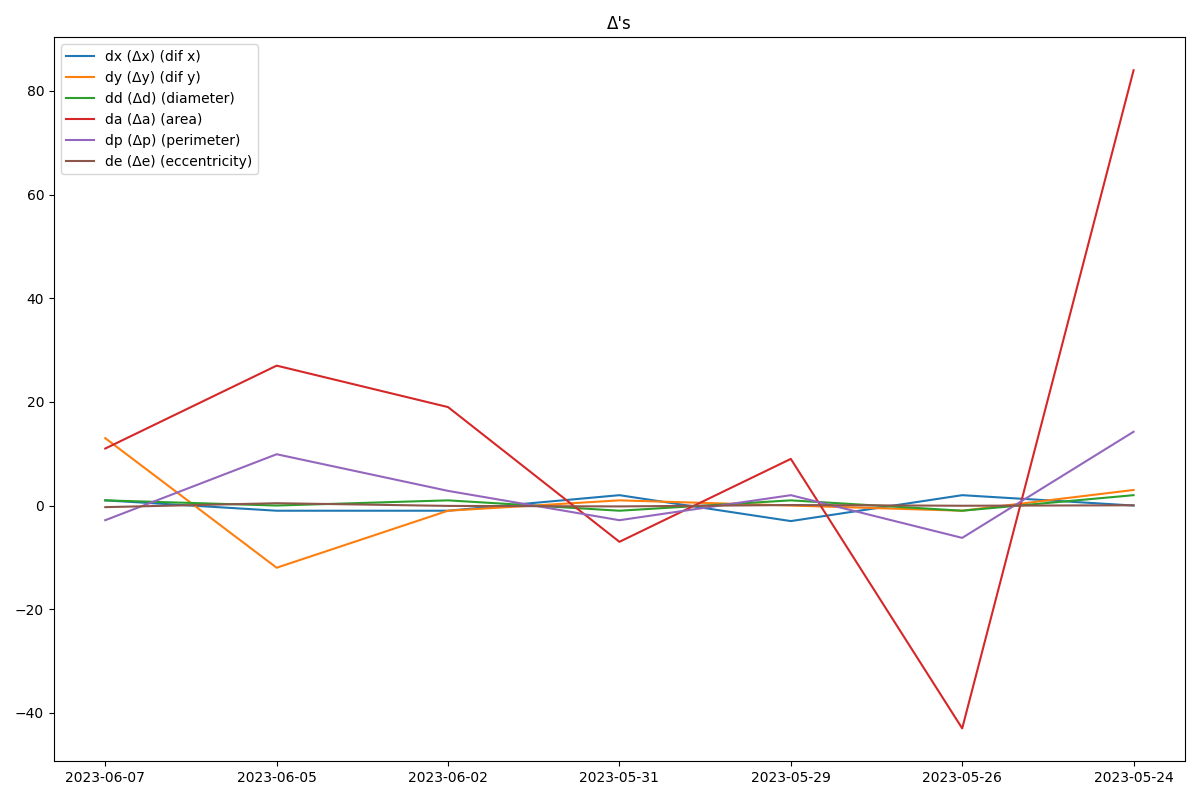 Δ's
dx (Δx) (dif x)
dy (Δy) (dif y)
dd (Δd) (diameter)
da (Δa) (area)
dp (Δp) (perimeter)
de (Δe) (eccentricity)
80
60
40
20
0
−20
−40
2023-06-07 2023-06-05 2023-06-02 2023-05-31 2023-05-29 2023-05-26 2023-05-24